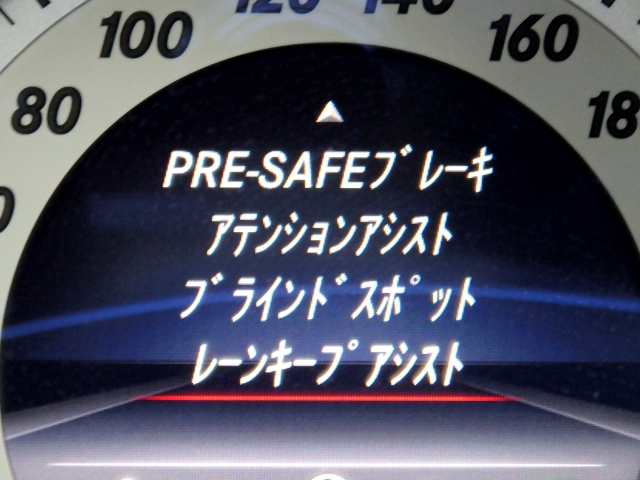 100 120 140 160
80 18
PRE-SAFEブレーキ
アテンションアシスト
ブラインドスポット
レーンキープアシスト